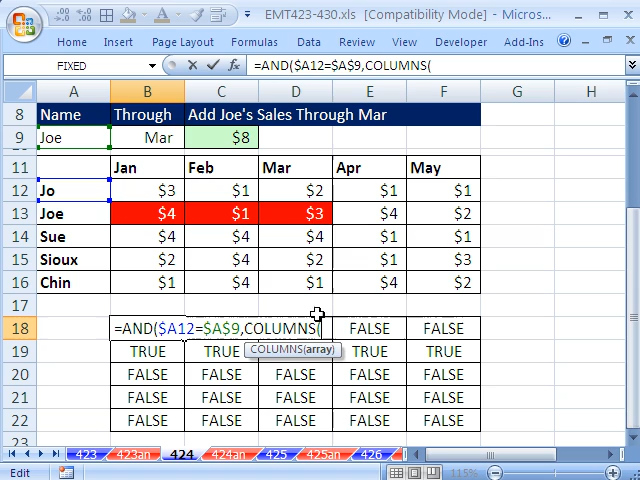 EMT423-430.xls [Compatibility Mode] - Micros...
Home Insert Page Layout Formulas Data Review View Developer Add-Ins
FIXED =AND($A12=$A$9,COLUMNS(
A B C D E F G H
8 Name Through Add Joe's Sales Through Mar
9 Joe Mar $8
11 Jan Feb Mar Apr May
12 Jo $3 $1 $2 $1 $1
13 Joe $4 $1 $3 $4 $2
14 Sue $4 $4 $4 $1 $1
15 Sioux $2 $4 $2 $1 $3
16 Chin $1 $4 $1 $4 $2
17
18 =AND($A12=$A$9,COLUMNS( FALSE FALSE
19 TRUE TRUE TRUE TRUE
COLUMNS(array)
20 FALSE FALSE FALSE FALSE FALSE
21 FALSE FALSE FALSE FALSE FALSE
22 FALSE FALSE FALSE FALSE FALSE
23
423 423an 424 424an 425 425an 426
Edit 115%